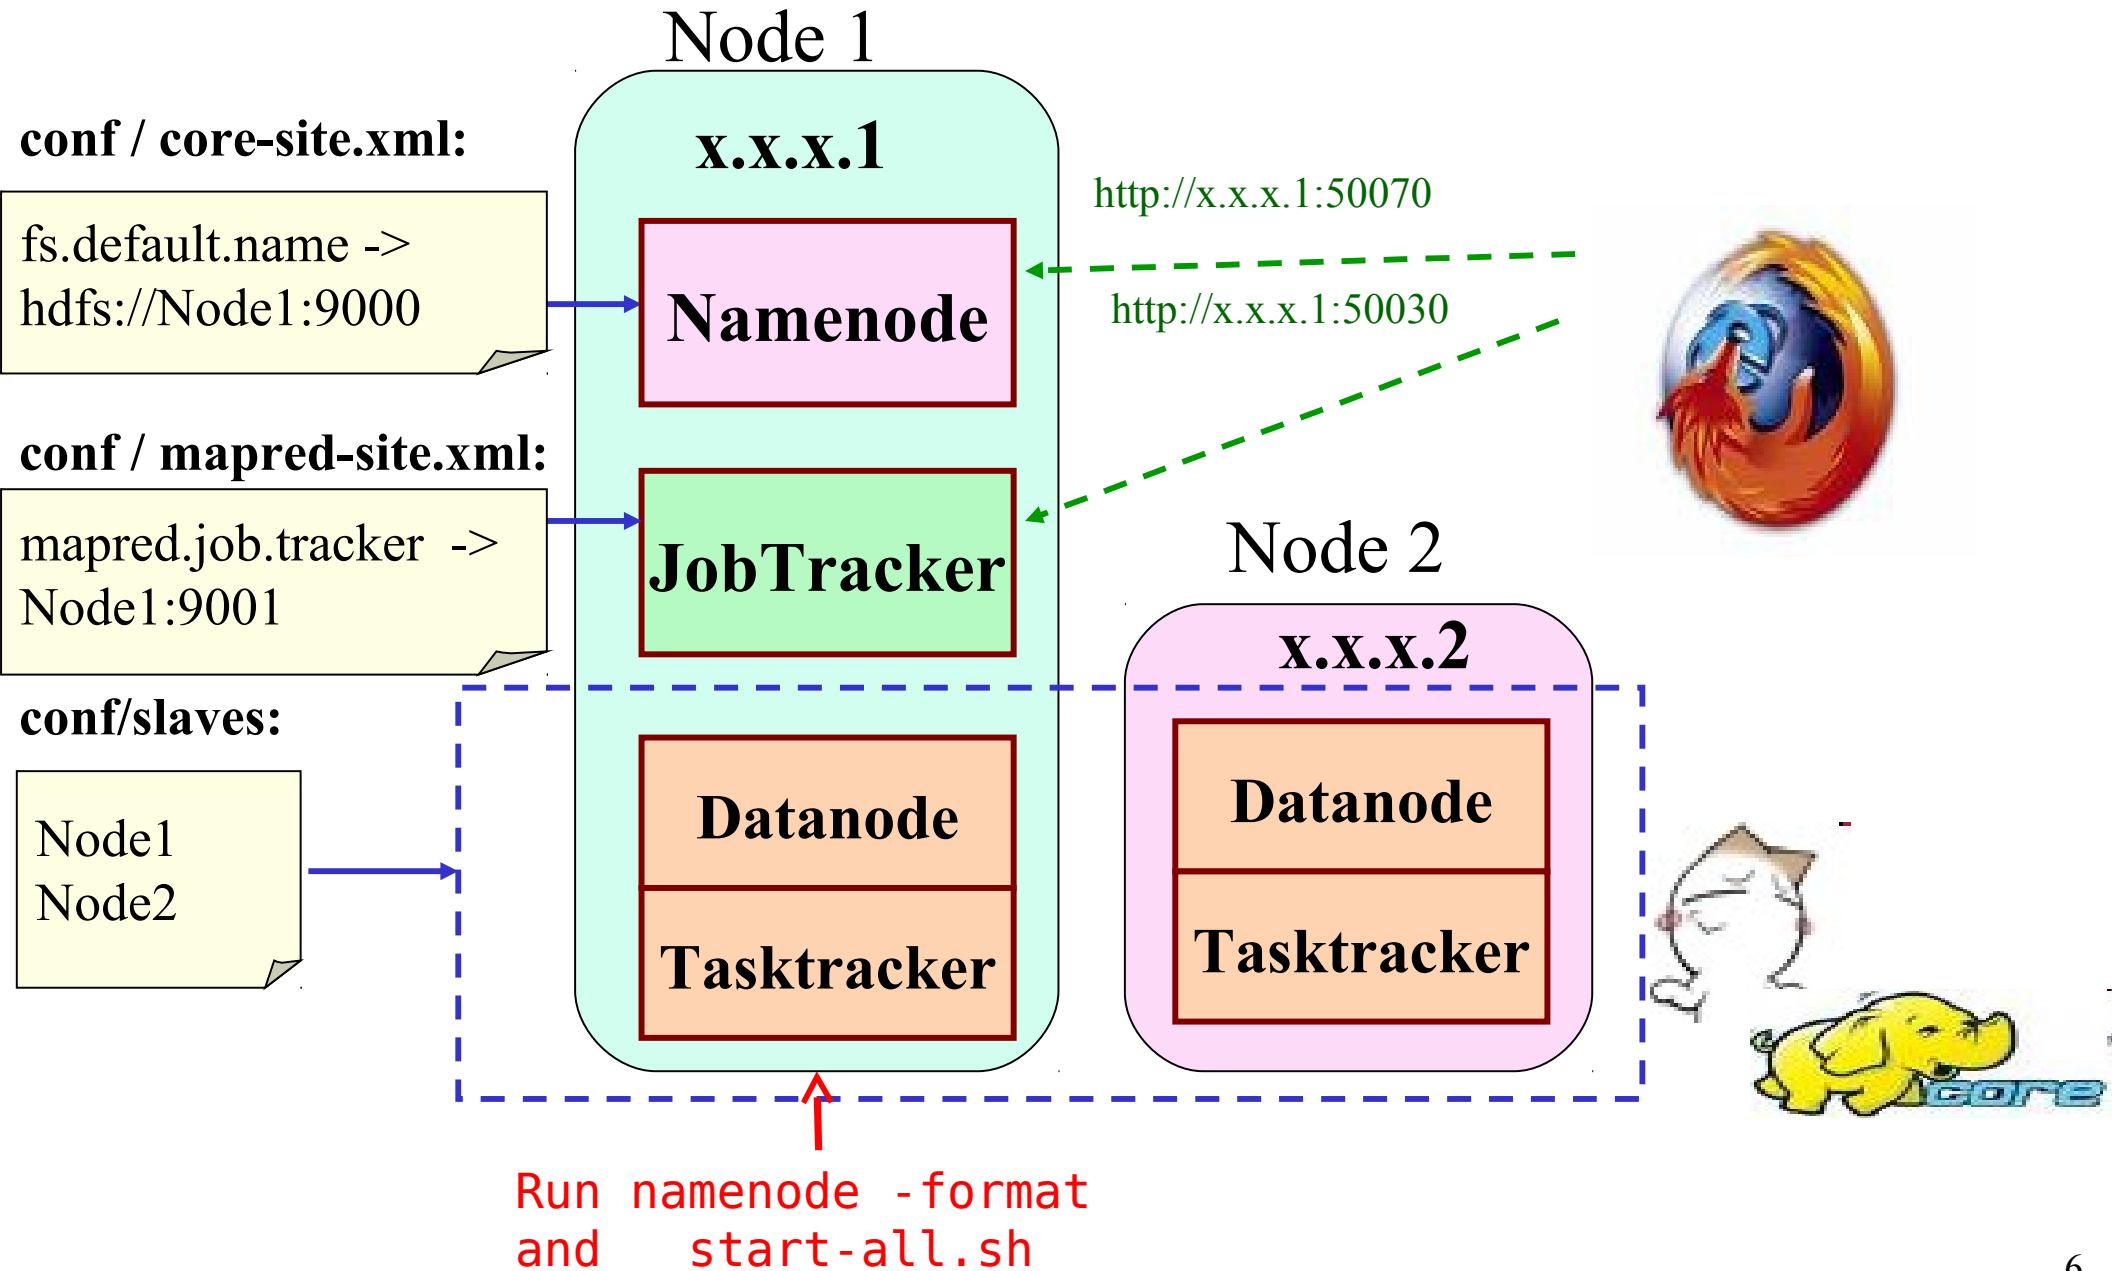 Node 1
conf / core-site.xml:
x.x.x.1
http://x.x.x.1:50070
fs.default.name ->
hdfs://Node1:9000
Namenode
http://x.x.x.1:50030
conf / mapred-site.xml:
mapred.job.tracker  ->
Node1:9001
JobTracker
Node 2
x.x.x.2
conf/slaves:
Node1
Node2
Datanode
Tasktracker
Datanode
Tasktracker
core
Run namenode -format
and   start-all.sh
6